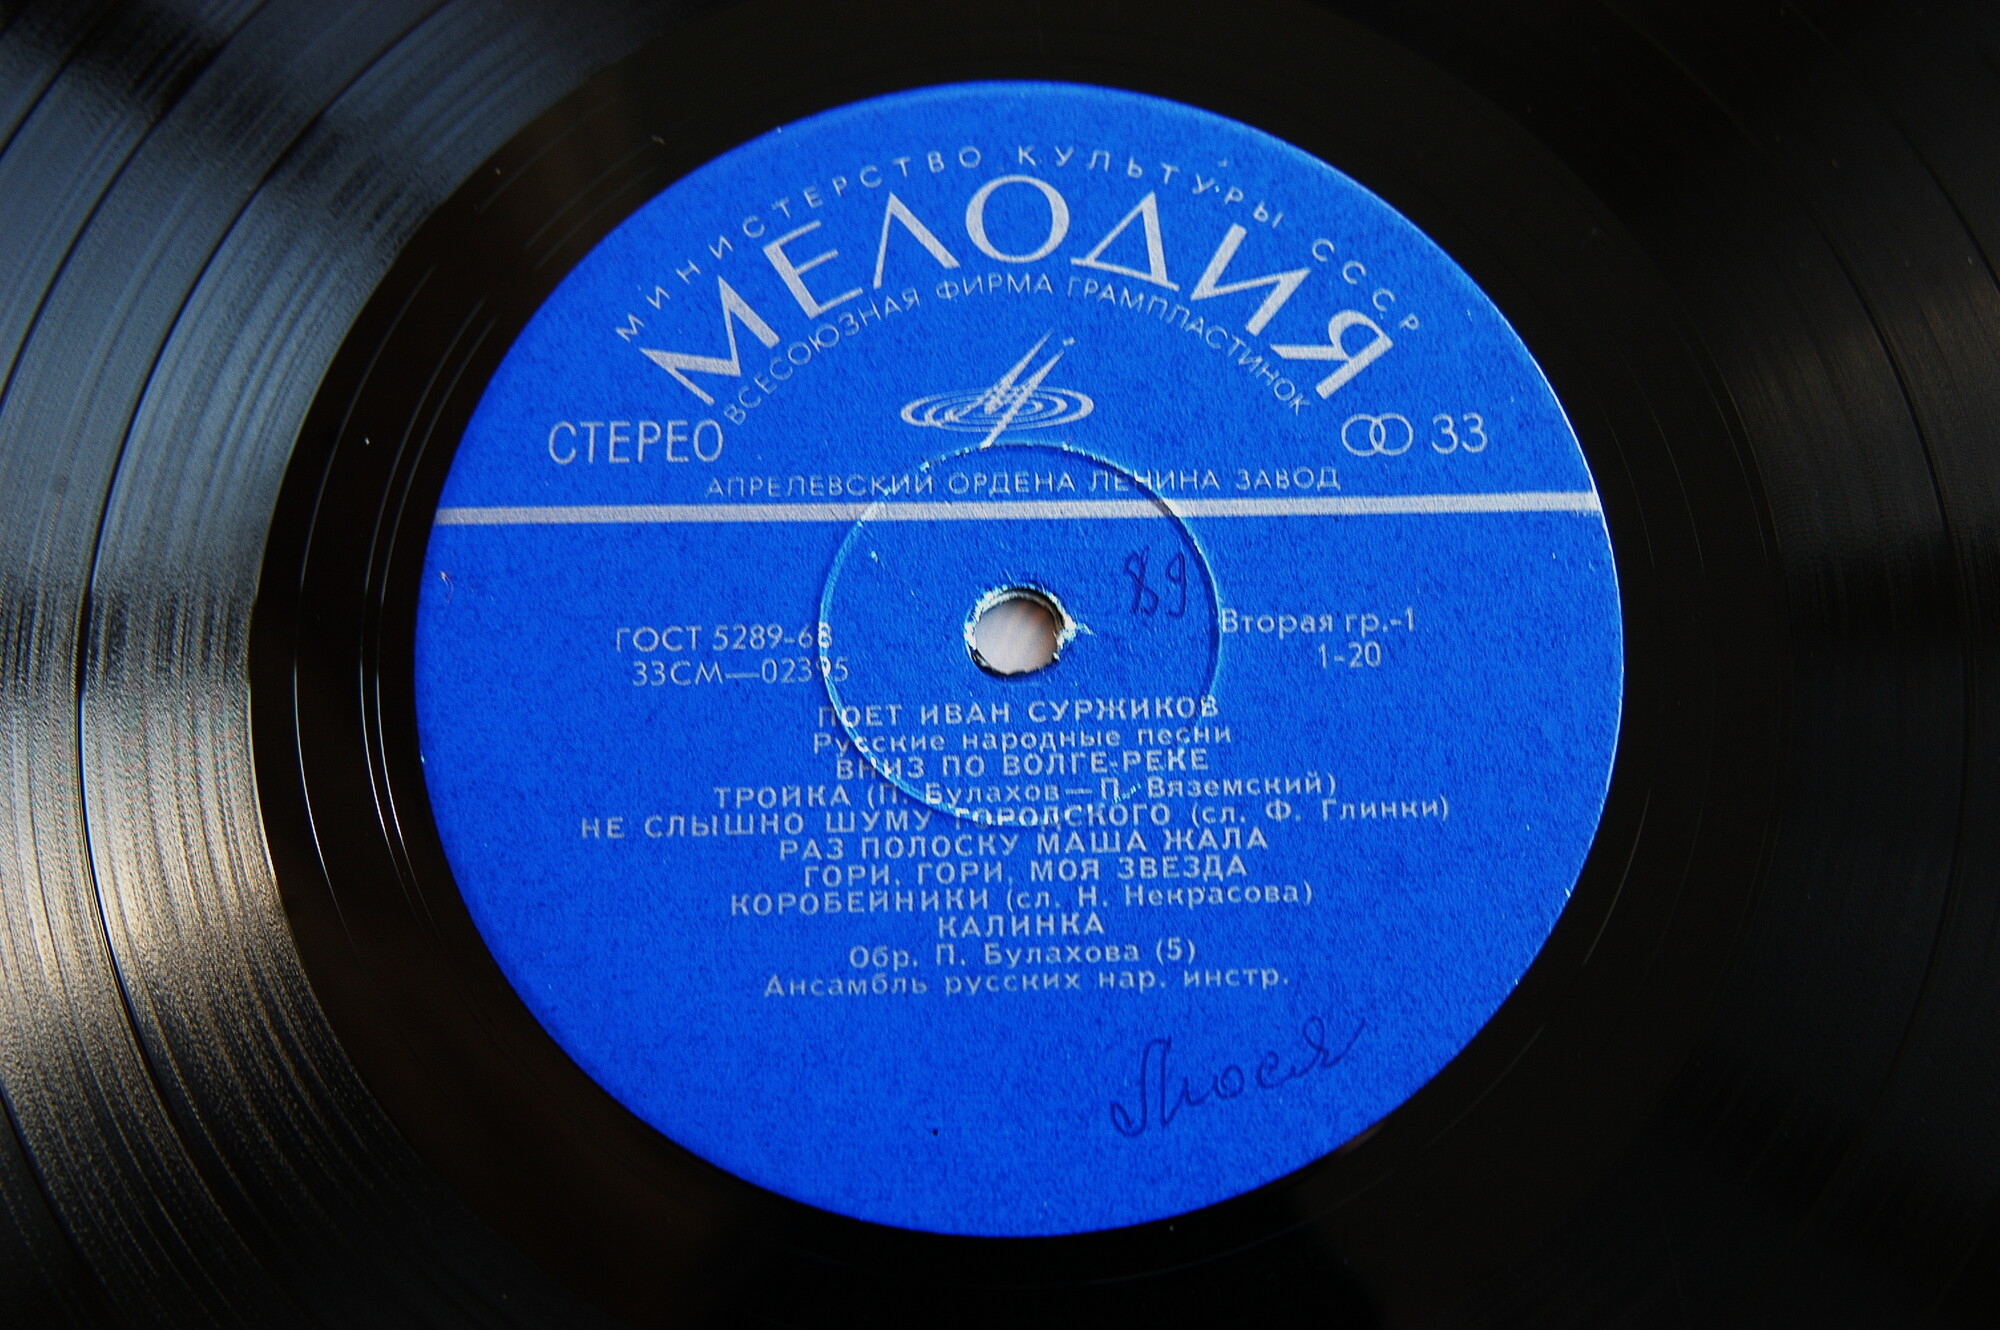 МИНИСТЕРСТВО КУЛЬТУРЫ СССР
МЕЛОДИЯ
ВСЕСОЮЗНАЯ ФИРМА ГРАМПЛАСТИНОК
СТЕРЕО
33
АПРЕЛЕВСКИЙ ОРДЕНА ЛЕНИНА ЗАВОД
89
ГОСТ 5289-68
Вторая гр.-1
33СМ—02395
1-20
ПОЕТ ИВАН СУРЖИКОВ
Русские народные песни
ВНИЗ ПО ВОЛГЕ-РЕКЕ
ТРОЙКА (П. Булахов—П. Вяземский)
НЕ СЛЫШНО ШУМУ ГОРОДСКОГО (сл. Ф. Глинки)
РАЗ ПОЛОСКУ МАША ЖАЛА
ГОРИ, ГОРИ, МОЯ ЗВЕЗДА
КОРОБЕЙНИКИ (сл. Н. Некрасова)
КАЛИНКА
Обр. П. Булахова (5)
Ансамбль русских нар. инстр.
Люся